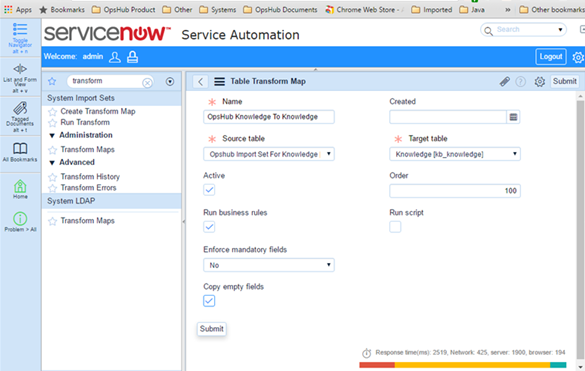 Apps Bookmarks OpsHub Product Other Systems OpsHub Documents Chrome Web Store - Imported Java » Other bookmarks
servicenow™ Service Automation
Search
Welcome: admin
Logout
Toggle
Navigator
alt + n
List and Form
View
alt + v
Tagged
Documents
alt + t
All Bookmarks
Home
Problem > All
transform
System Import Sets
Create Transform Map
Run Transform
Administration
Transform Maps
Advanced
Transform History
Transform Errors
System LDAP
Transform Maps
Table Transform Map
Submit
Name
Created
OpsHub Knowledge To Knowledge
Source table
Target table
Opshub Import Set For Knowledge
Knowledge [kb_knowledge]
Active
Order
100
Run business rules
Run script
Enforce mandatory fields
No
Copy empty fields
Submit
Response time(ms): 2519, Network: 425, server: 1900, browser: 194